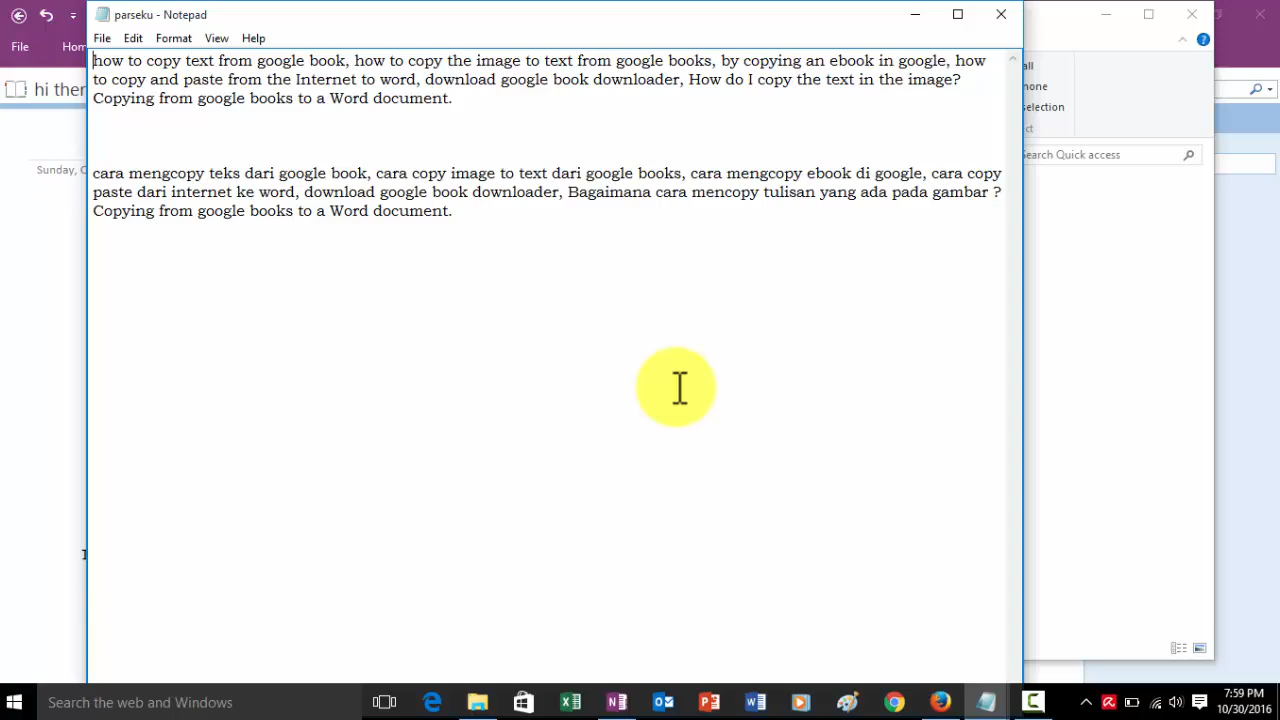 parseku - Notepad
File
Edit
Format
View
Help
File
hi ther
Sunday,
how to copy text from google book, how to copy the image to text from google books, by copying an ebook in google, how
to copy and paste from the Internet to word, download google book downloader, How do I copy the text in the image?
Copying from google books to a Word document.
cara mengcopy teks dari google book, cara copy image to text dari google books, cara mengcopy ebook di google, cara copy
paste dari internet ke word, download google book downloader, Bagaimana cara mencopy tulisan yang ada pada gambar ?
Copying from google books to a Word document.
all
none
selection
ct
Search Quick access
Search the web and Windows
7:59 PM
10/30/2016